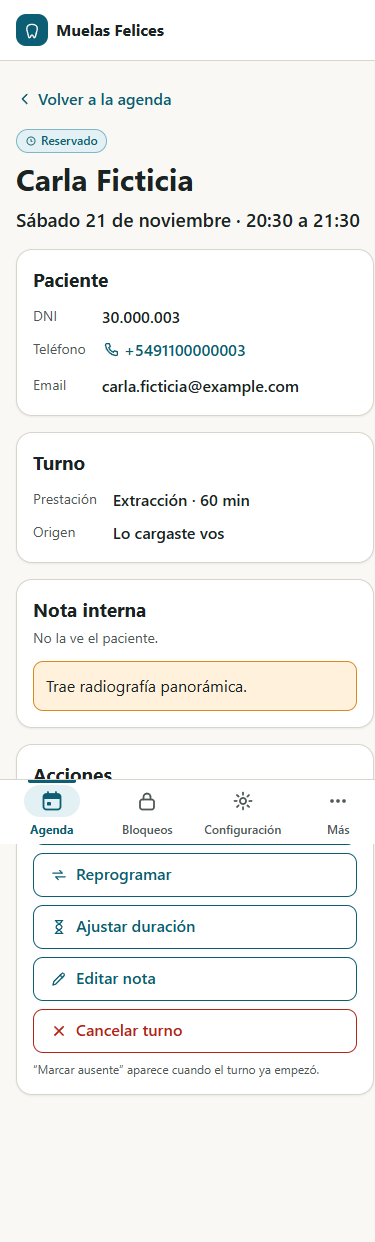 Muelas Felices
Volver a la agenda
Reservado
Carla Ficticia
Sábado 21 de noviembre · 20:30 a 21:30
Paciente
DNI 30.000.003
Teléfono +5491100000003
Email carla.ficticia@example.com
Turno
Prestación Extracción · 60 min
Origen Lo cargaste vos
Nota interna
No la ve el paciente.
Trae radiografía panorámica.
Acciones
Agenda Bloqueos Configuración Más
Reprogramar
Ajustar duración
Editar nota
Cancelar turno
“Marcar ausente” aparece cuando el turno ya empezó.